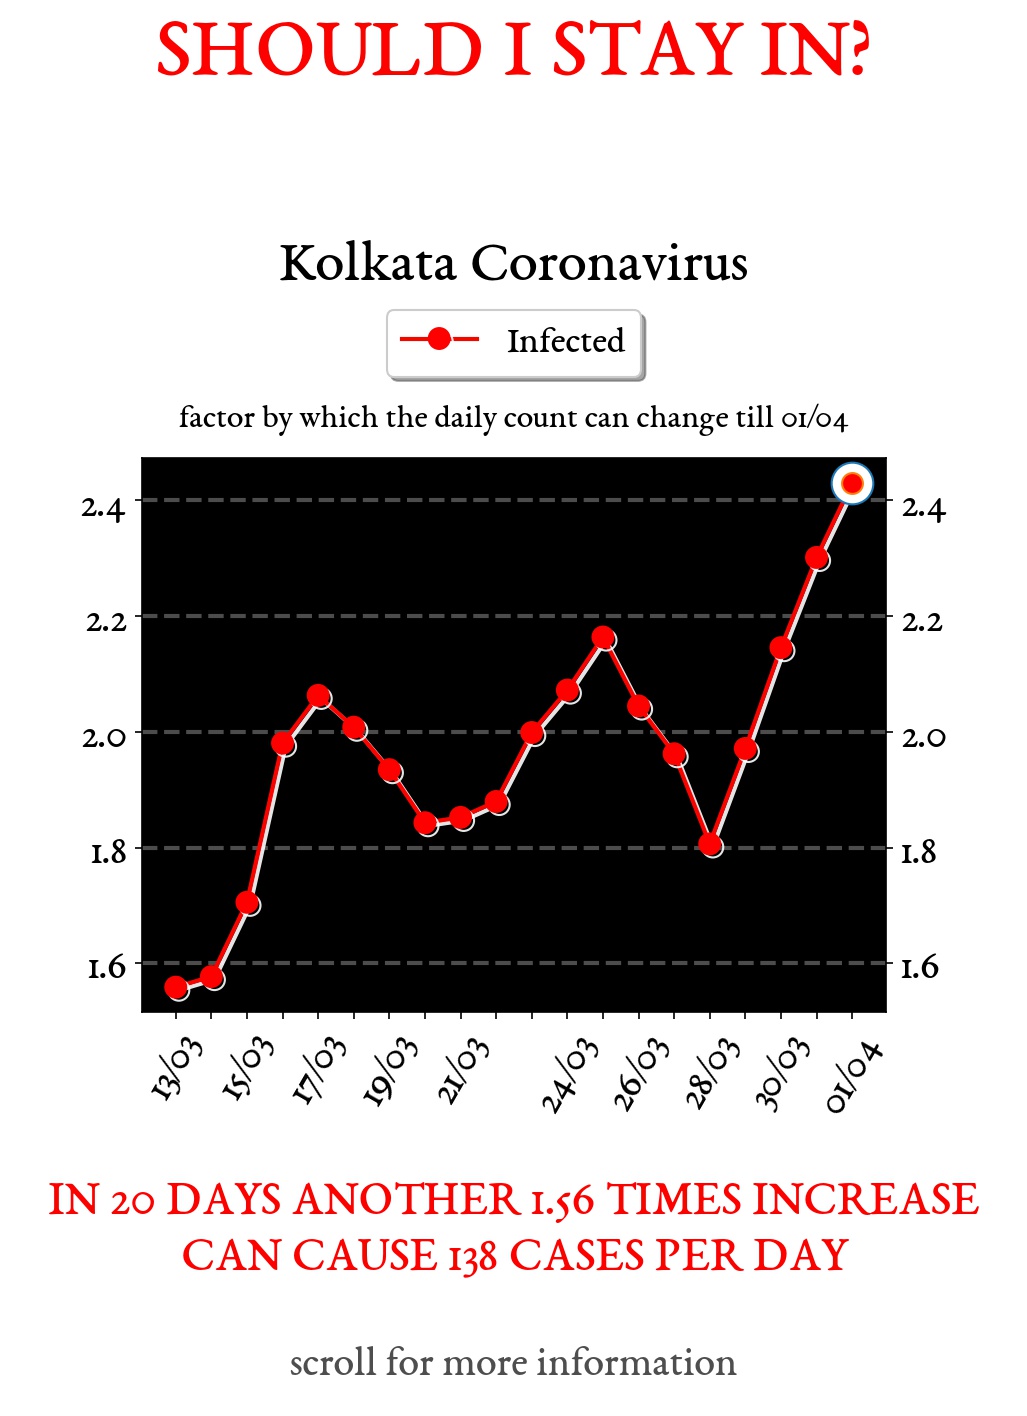 SHOULD I STAY IN?
Kolkata Coronavirus
Infected
factor by which the daily count can change till 01/04
2.4 2.4
2.2 2.2
2.0 2.0
1.8 1.8
1.6 1.6
13/03 15/03 17/03 19/03 21/03 24/03 26/03 28/03 30/03 01/04
IN 20 DAYS ANOTHER 1.56 TIMES INCREASE
CAN CAUSE 138 CASES PER DAY
scroll for more information